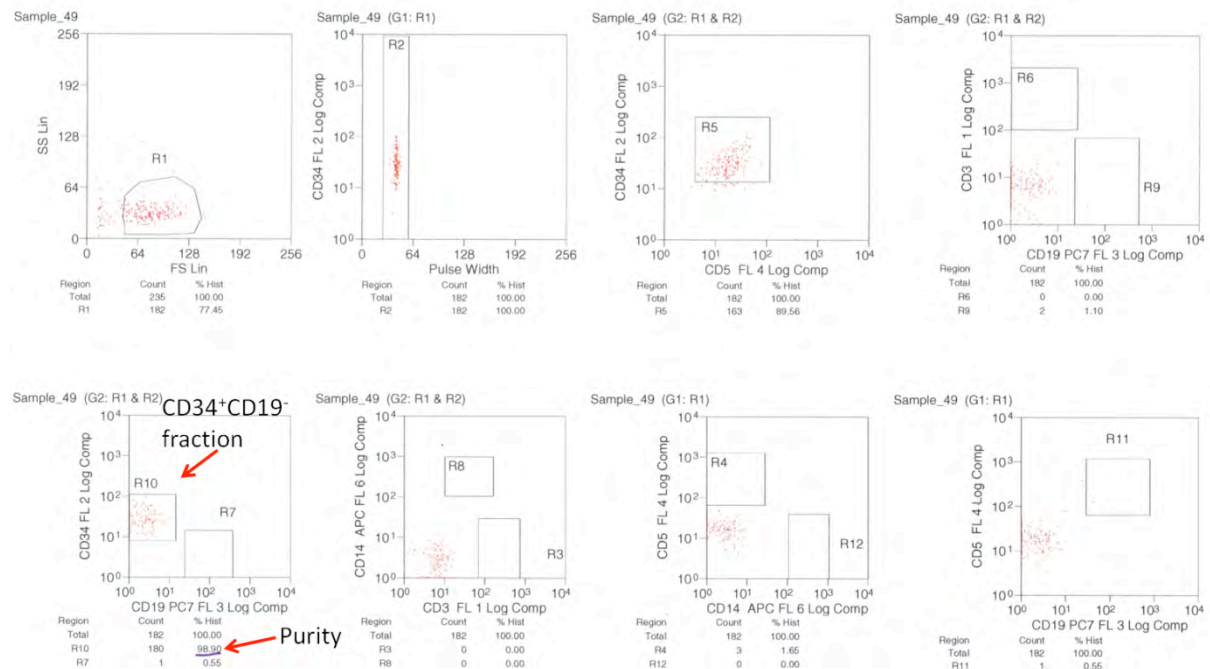 Sample_49
256
192
128
64
0
SS Lin
R1
0 64 128 192 256
FS Lin
Region Count % Hist
Total 235 100.00
R1 182 77.45
Sample_49 (G1: R1)
10⁴
10³
10²
10¹
10⁰
CD34 FL 2 Log Comp
R2
0 64 128 192 256
Pulse Width
Region Count % Hist
Total 182 100.00
R2 182 100.00
Sample_49 (G2: R1 & R2)
10⁴
10³
10²
10¹
10⁰
CD34 FL 2 Log Comp
R5
10⁰ 10¹ 10² 10³ 10⁴
CD5 FL 4 Log Comp
Region Count % Hist
Total 182 100.00
R5 163 89.56
Sample_49 (G2: R1 & R2)
10⁴
10³
10²
10¹
10⁰
CD3 FL 1 Log Comp
R6
R9
10⁰ 10¹ 10² 10³ 10⁴
CD19 PC7 FL 3 Log Comp
Region Count % Hist
Total 182 100.00
R6 0 0.00
R9 2 1.10
Sample_49 (G2: R1 & R2)
CD34⁺CD19⁻
fraction
10⁴
10³
10²
10¹
10⁰
CD34 FL 2 Log Comp
R10
R7
10⁰ 10¹ 10² 10³ 10⁴
CD19 PC7 FL 3 Log Comp
Region Count % Hist
Total 182 100.00
R10 180 98.90
R7 1 0.55
Purity
Sample_49 (G2: R1 & R2)
10⁴
10³
10²
10¹
10⁰
CD14 APC FL 6 Log Comp
R8
R3
10⁰ 10¹ 10² 10³ 10⁴
CD3 FL 1 Log Comp
Region Count % Hist
Total 182 100.00
R3 0 0.00
R8 0 0.00
Sample_49 (G1: R1)
10⁴
10³
10²
10¹
10⁰
CD5 FL 4 Log Comp
R4
R12
10⁰ 10¹ 10² 10³ 10⁴
CD14 APC FL 6 Log Comp
Region Count % Hist
Total 182 100.00
R4 3 1.65
R12 0 0.00
Sample_49 (G1: R1)
10⁴
10³
10²
10¹
10⁰
CD5 FL 4 Log Comp
R11
10⁰ 10¹ 10² 10³ 10⁴
CD19 PC7 FL 3 Log Comp
Region Count % Hist
Total 182 100.00
R11 1 0.55